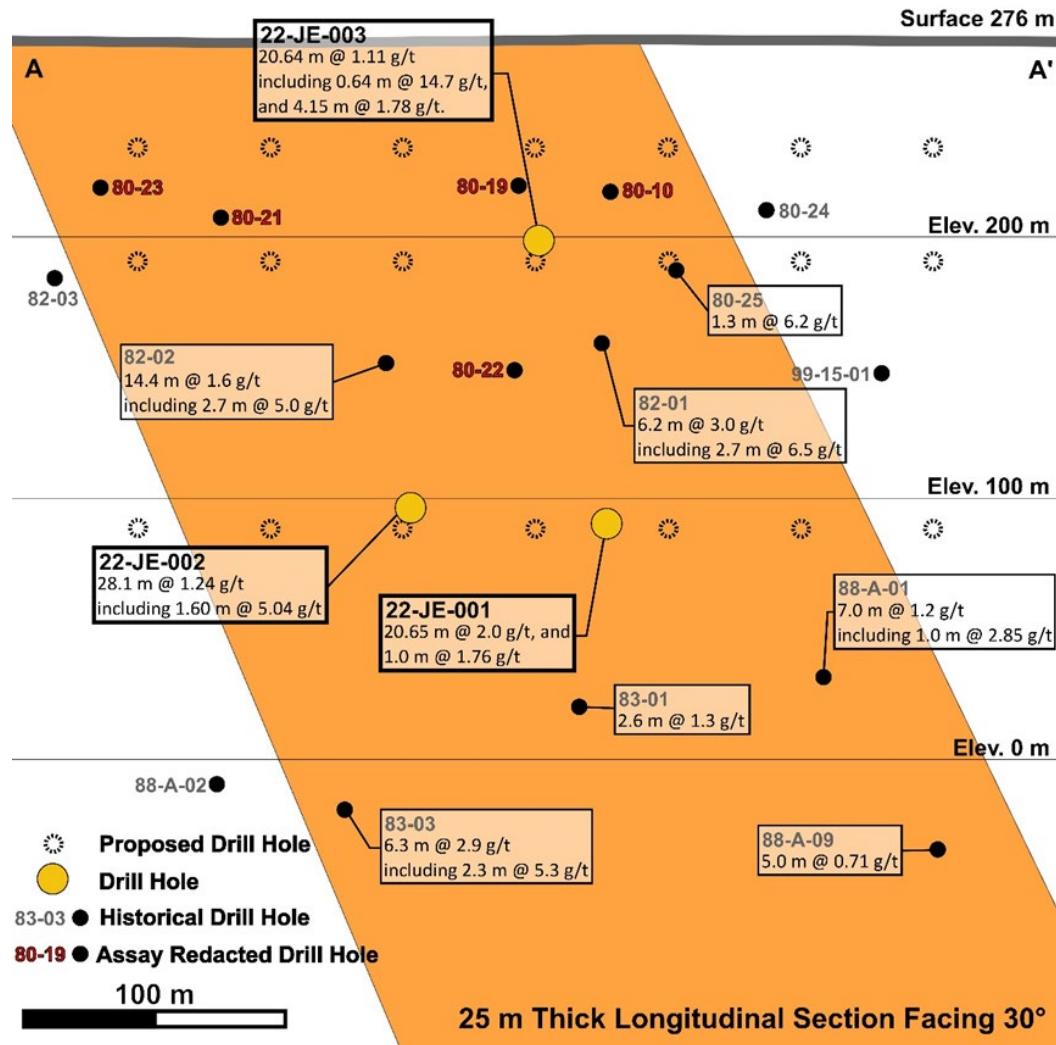 Surface 276 m
22-JE-003
20.64 m @ 1.11 g/t
including 0.64 m @ 14.7 g/t,
and 4.15 m @ 1.78 g/t.
A
A'
80-23
80-21
80-19
80-10
80-24
Elev. 200 m
82-03
80-25
1.3 m @ 6.2 g/t
82-02
14.4 m @ 1.6 g/t
including 2.7 m @ 5.0 g/t
80-22
99-15-01
82-01
6.2 m @ 3.0 g/t
including 2.7 m @ 6.5 g/t
Elev. 100 m
22-JE-002
28.1 m @ 1.24 g/t
including 1.60 m @ 5.04 g/t
22-JE-001
20.65 m @ 2.0 g/t, and
1.0 m @ 1.76 g/t
88-A-01
7.0 m @ 1.2 g/t
including 1.0 m @ 2.85 g/t
83-01
2.6 m @ 1.3 g/t
Elev. 0 m
88-A-02
83-03
6.3 m @ 2.9 g/t
including 2.3 m @ 5.3 g/t
88-A-09
5.0 m @ 0.71 g/t
Proposed Drill Hole
Drill Hole
83-03 Historical Drill Hole
80-19 Assay Redacted Drill Hole
100 m
25 m Thick Longitudinal Section Facing 30°